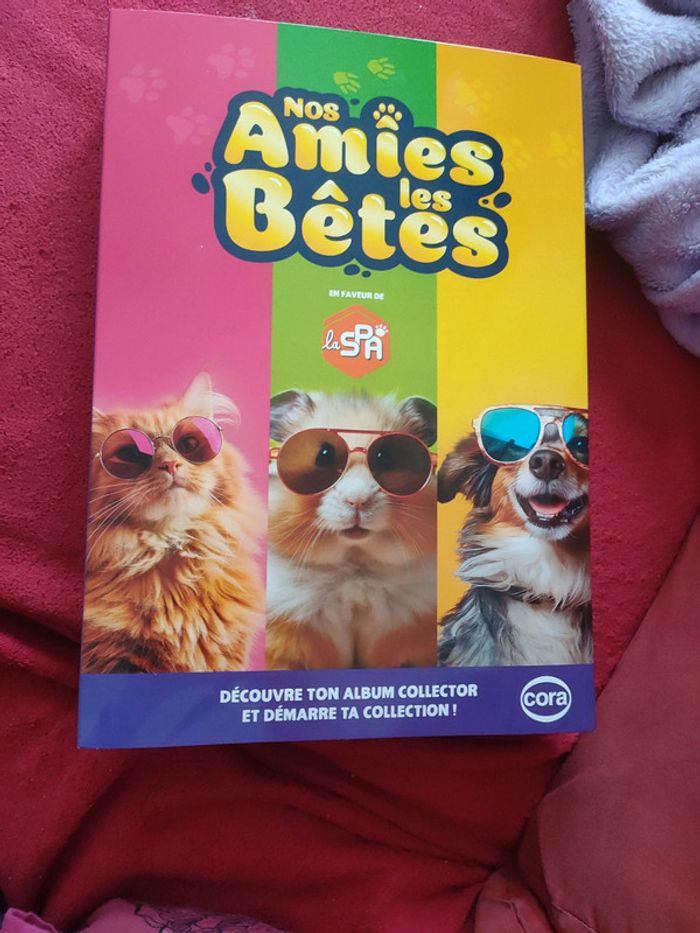 Nos
Amies
les
Bêtes
EN FAVEUR DE
la SPA
DÉCOUVRE TON ALBUM COLLECTOR
ET DÉMARRE TA COLLECTION !
cora